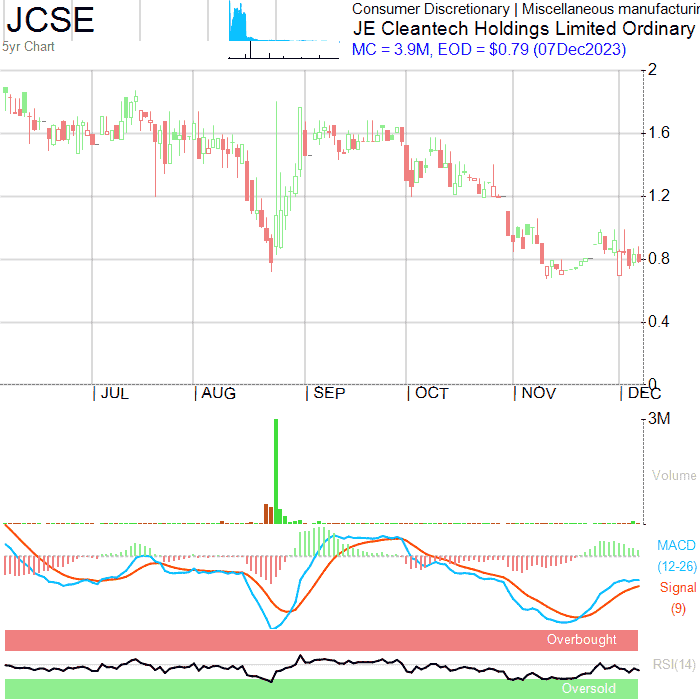 JCSE
5yr Chart
Consumer Discretionary | Miscellaneous manufacturin
JE Cleantech Holdings Limited Ordinary
MC = 3.9M, EOD = $0.79 (07Dec2023)
2
1.6
1.2
0.8
0.4
0
JUL AUG SEP OCT NOV DEC
3M
Volume
MACD
(12-26)
Signal
(9)
Overbought
RSI(14)
Oversold